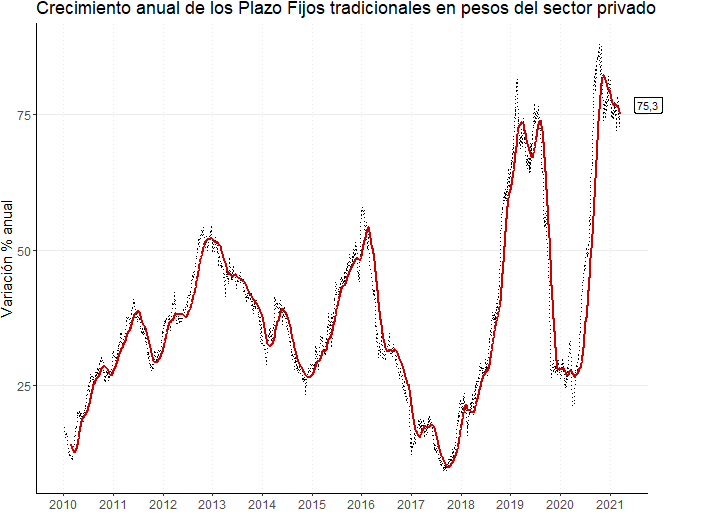 Crecimiento anual de los Plazo Fijos tradicionales en pesos del sector privado
Variación % anual
75
50
25
75,3
2010 2011 2012 2013 2014 2015 2016 2017 2018 2019 2020 2021